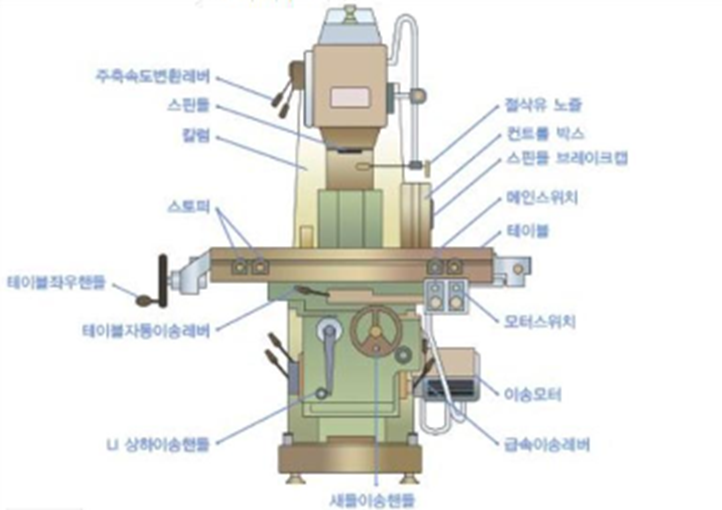 주축속도변환레버
스핀들
칼럼
스토퍼
테이블좌우핸들
테이블자동이송레버
LI 상하이송핸들
새들이송핸들
절삭유 노즐
컨트롤 박스
스핀들 브레이크캡
메인스위치
테이블
모터스위치
이송모터
급속이송레버